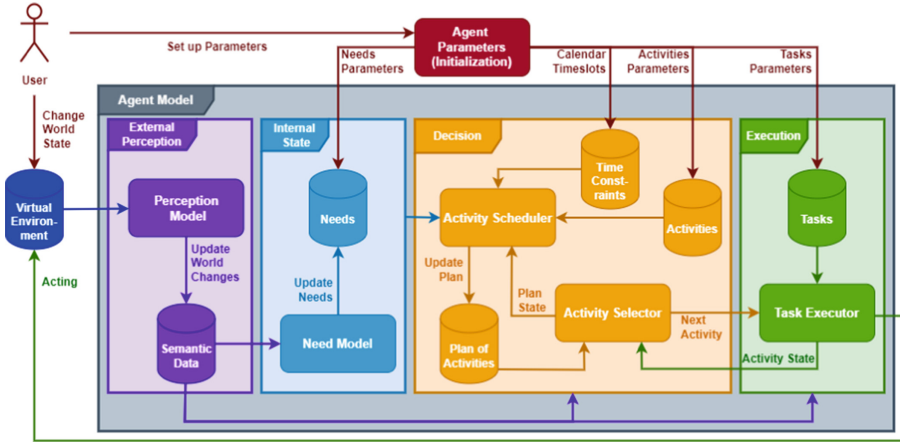 Agent
Parameters
(Initialization)
Set up Parameters
User
Needs
Parameters
Calendar
Timeslots
Activities
Parameters
Tasks
Parameters
Agent Model
Change
World
State
External
Perception
Internal
State
Decision
Execution
Time
Const-
raints
Virtual
Environ-
ment
Perception
Model
Needs
Activity Scheduler
Activities
Tasks
Update
World
Changes
Update
Needs
Update
Plan
Plan
State
Acting
Semantic
Data
Need Model
Plan of
Activities
Activity Selector
Next
Activity
Task Executor
Activity State